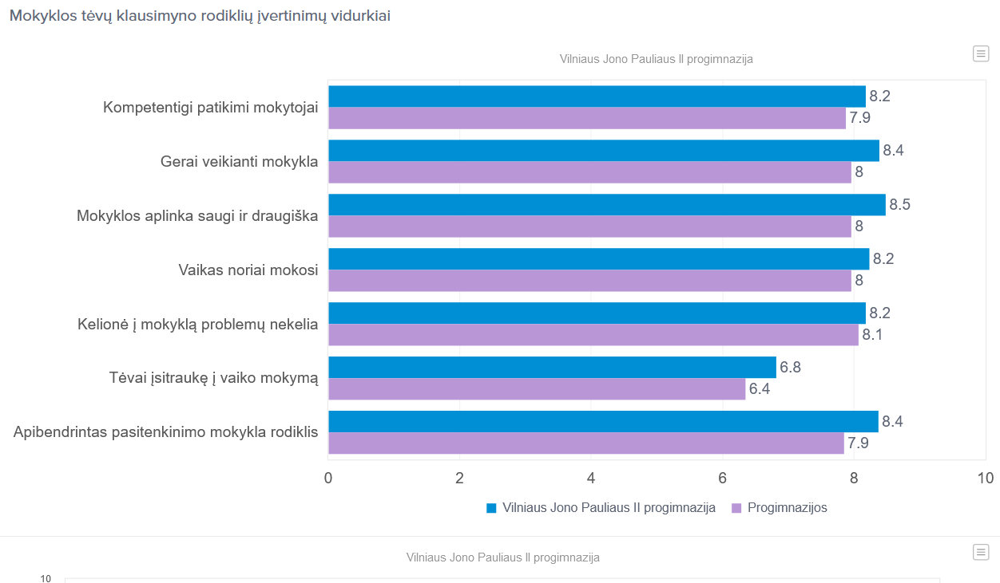 Mokyklos tėvų klausimyno rodiklių įvertinimų vidurkiai
Vilniaus Jono Pauliaus II progimnazija
Kompetentigi patikimi mokytojai
8.2
7.9
Gerai veikianti mokykla
8.4
8
Mokyklos aplinka saugi ir draugiška
8.5
8
Vaikas noriai mokosi
8.2
8
Kelionė į mokyklą problemų nekelia
8.2
8.1
Tėvai įsitraukę į vaiko mokymą
6.8
6.4
Apibendrintas pasitenkinimo mokykla rodiklis
8.4
7.9
0 2 4 6 8 10
Vilniaus Jono Pauliaus II progimnazija Progimnazijos
Vilniaus Jono Pauliaus II progimnazija
10